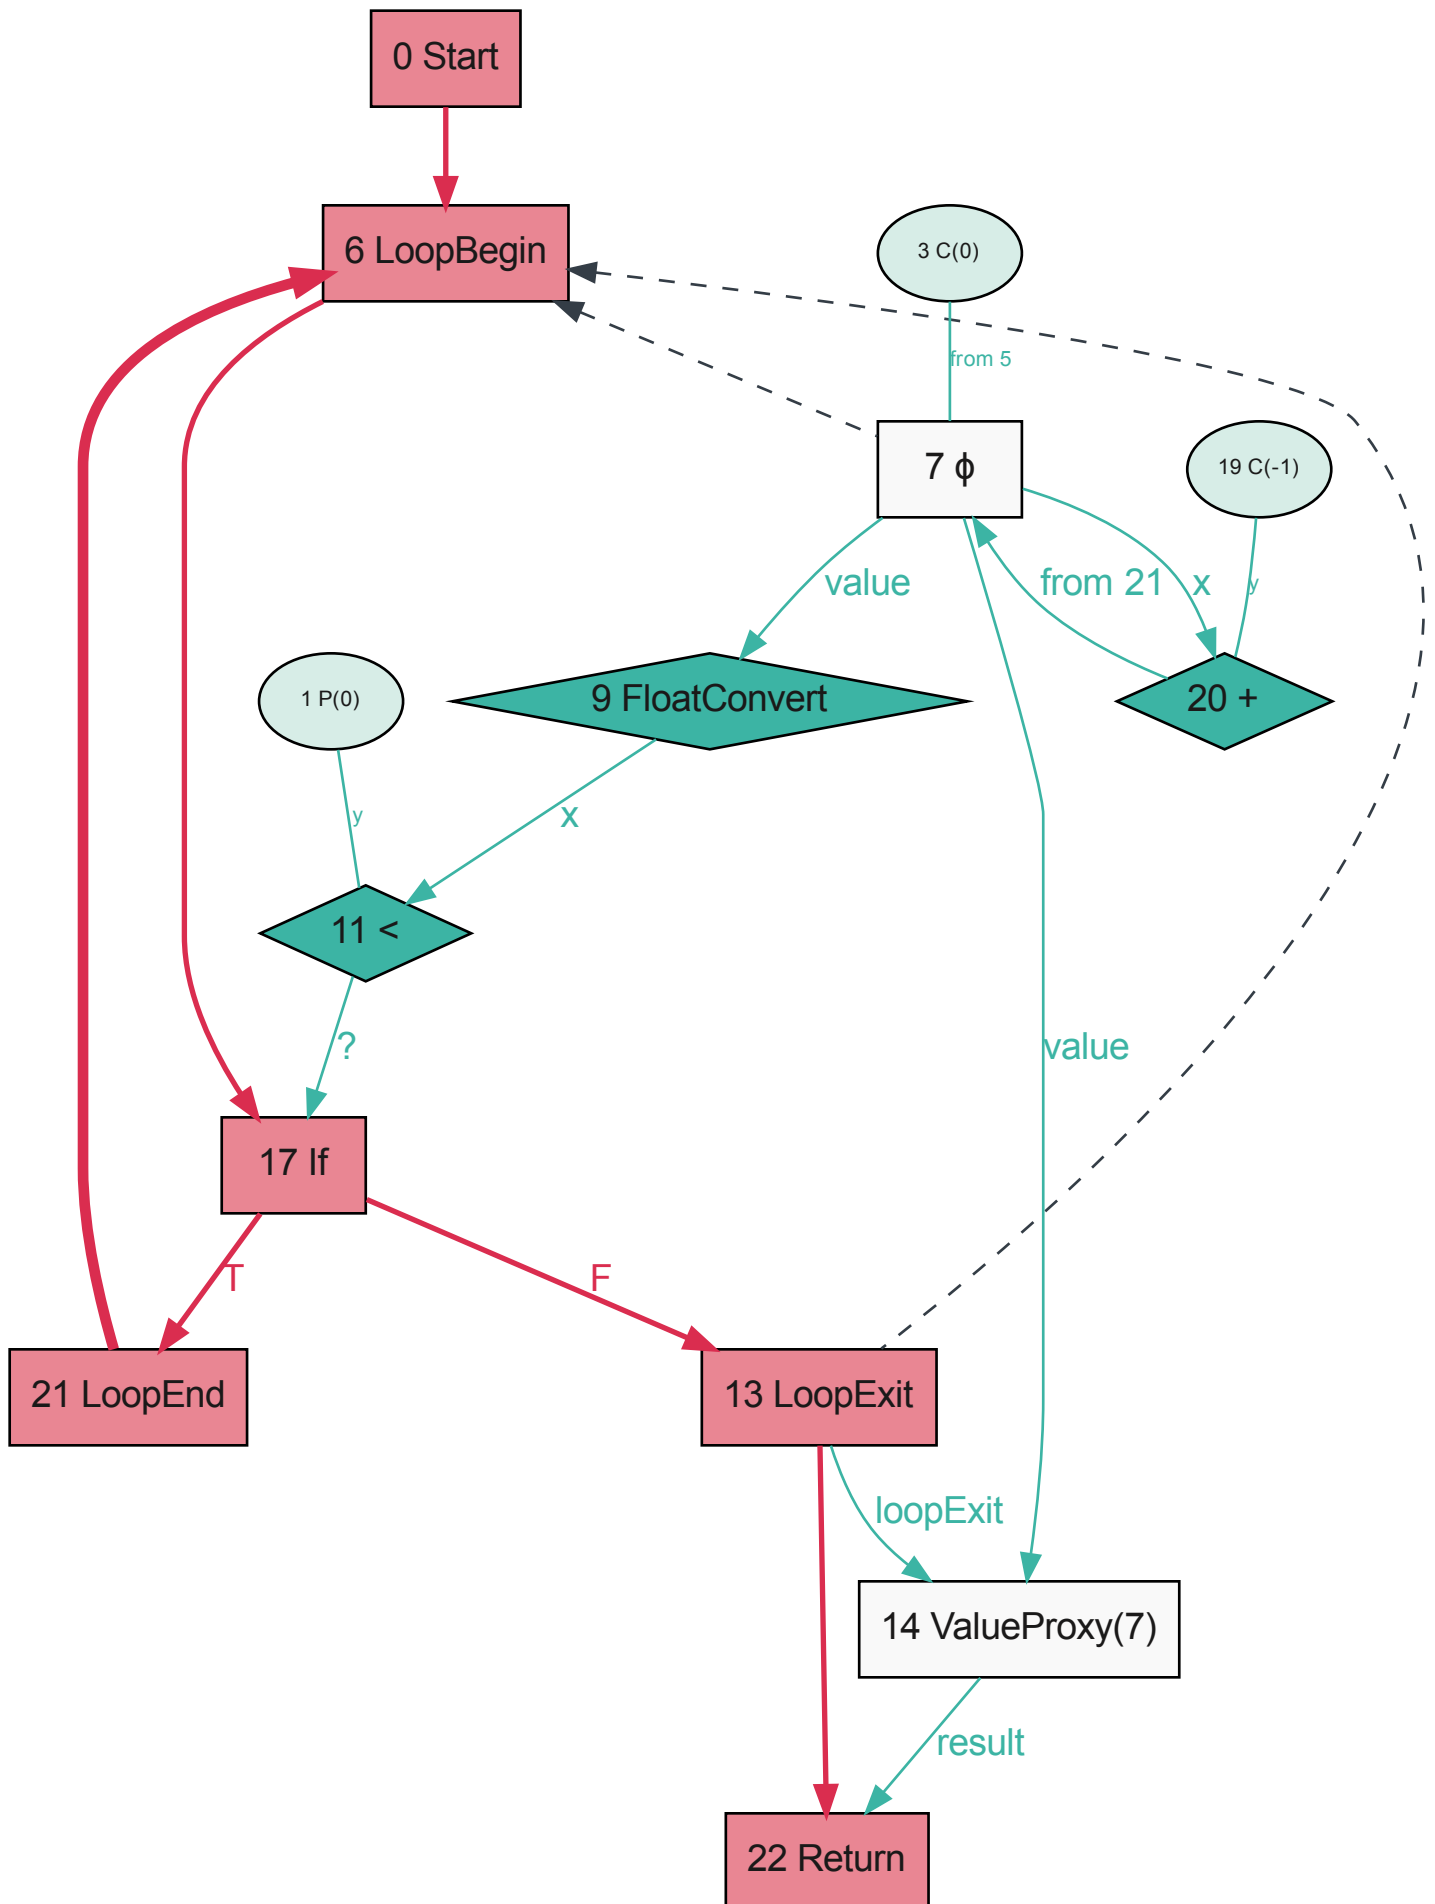 0 Start
6 LoopBegin
3 C(0)
from 5
7 ϕ
19 C(-1)
value
from 21
x
y
1 P(0)
9 FloatConvert
20 +
y
x
11 <
?
value
17 If
T
F
21 LoopEnd
13 LoopExit
loopExit
14 ValueProxy(7)
result
22 Return